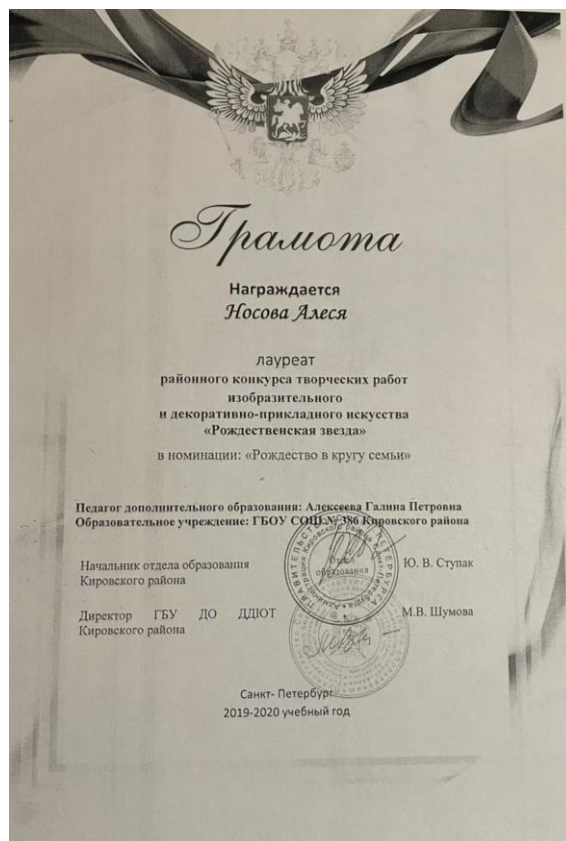 Грамота
Награждается
Носова Алеся
лауреат
районного конкурса творческих работ
изобразительного
и декоративно-прикладного искусства
«Рождественская звезда»
в номинации: «Рождество в кругу семьи»
Педагог дополнительного образования: Алексеева Галина Петровна
Образовательное учреждение: ГБОУ СОШ № 386 Кировского района
Начальник отдела образования Ю. В. Ступак
Кировского района
Отдел
образования
Директор ГБУ ДО ДДЮТ М.В. Шумова
Кировского района
Санкт- Петербург
2019-2020 учебный год